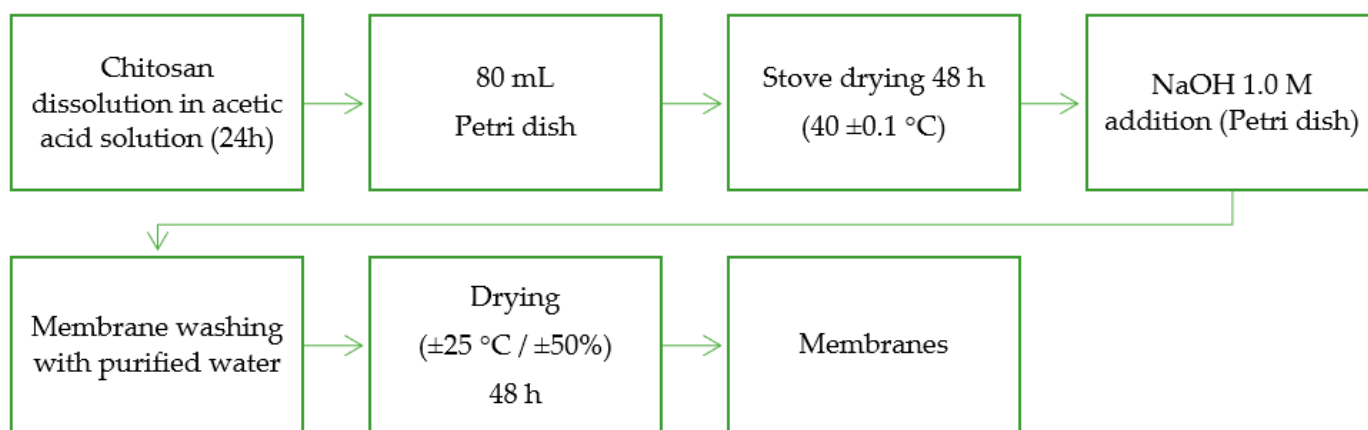 Chitosan
dissolution in acetic
acid solution (24h)
80 mL
Petri dish
Stove drying 48 h
(40 ±0.1 °C)
NaOH 1.0 M
addition (Petri dish)
Membrane washing
with purified water
Drying
(±25 °C / ±50%)
48 h
Membranes